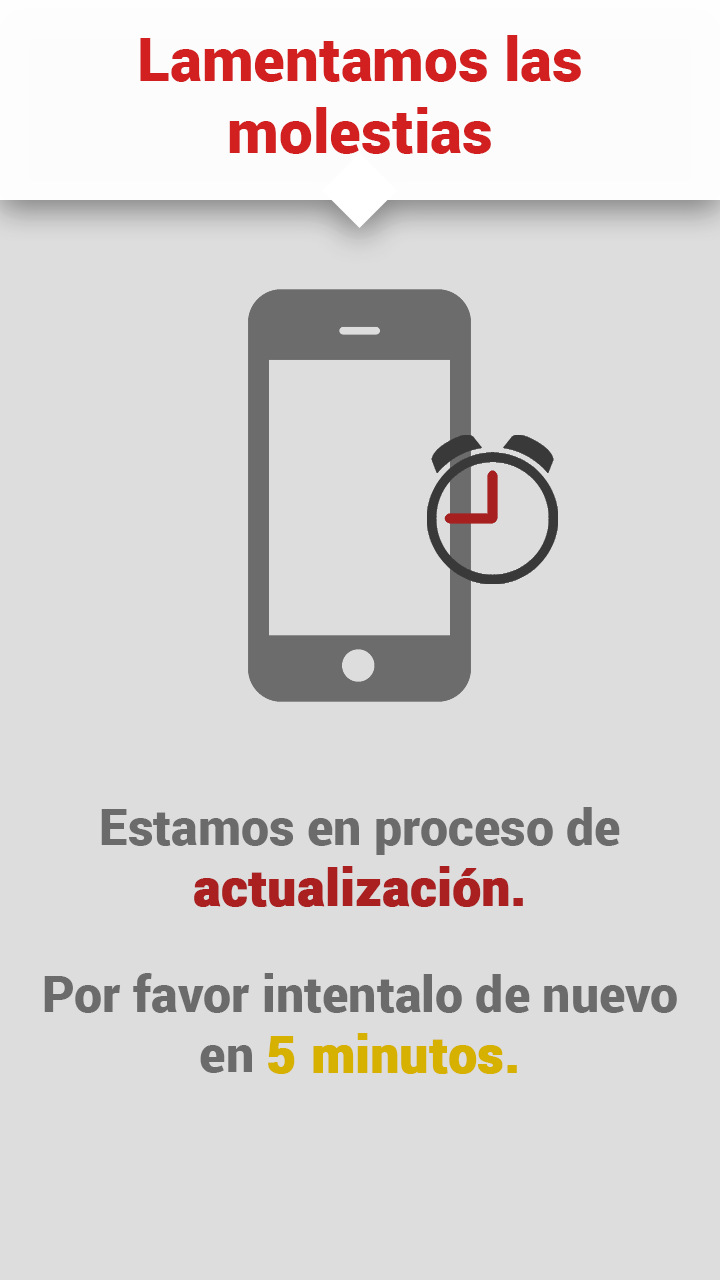 Lamentamos las
molestias
Estamos en proceso de
actualización.
Por favor intentalo de nuevo
en 5 minutos.